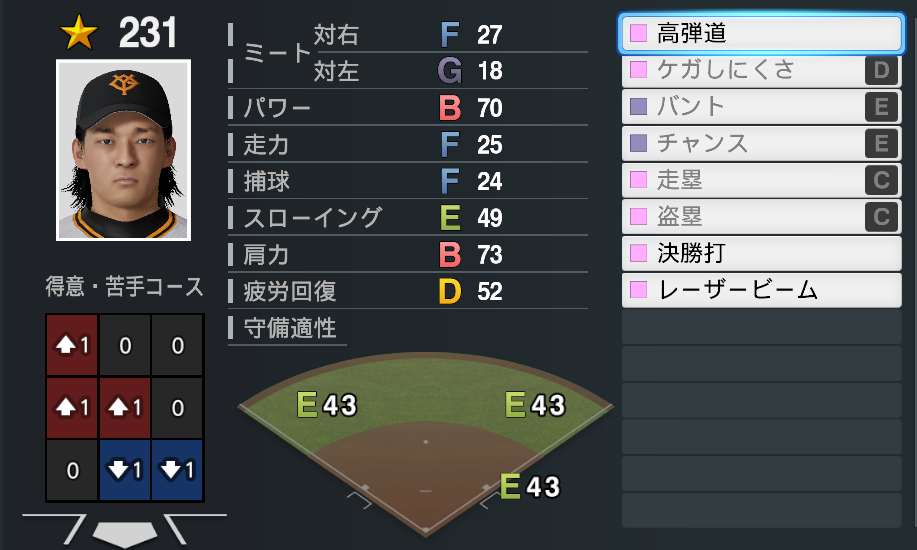 ★ 231
YG
得意・苦手コース
↑1 0 0
↑1 ↑1 0
0 ↓1 ↓1
ミート 対右 F 27
対左 G 18
パワー B 70
走力 F 25
捕球 F 24
スローイング E 49
肩力 B 73
疲労回復 D 52
守備適性
E 43 E 43
E 43
高弾道
ケガしにくさ D
バント E
チャンス E
走塁 C
盗塁 C
決勝打
レーザービーム